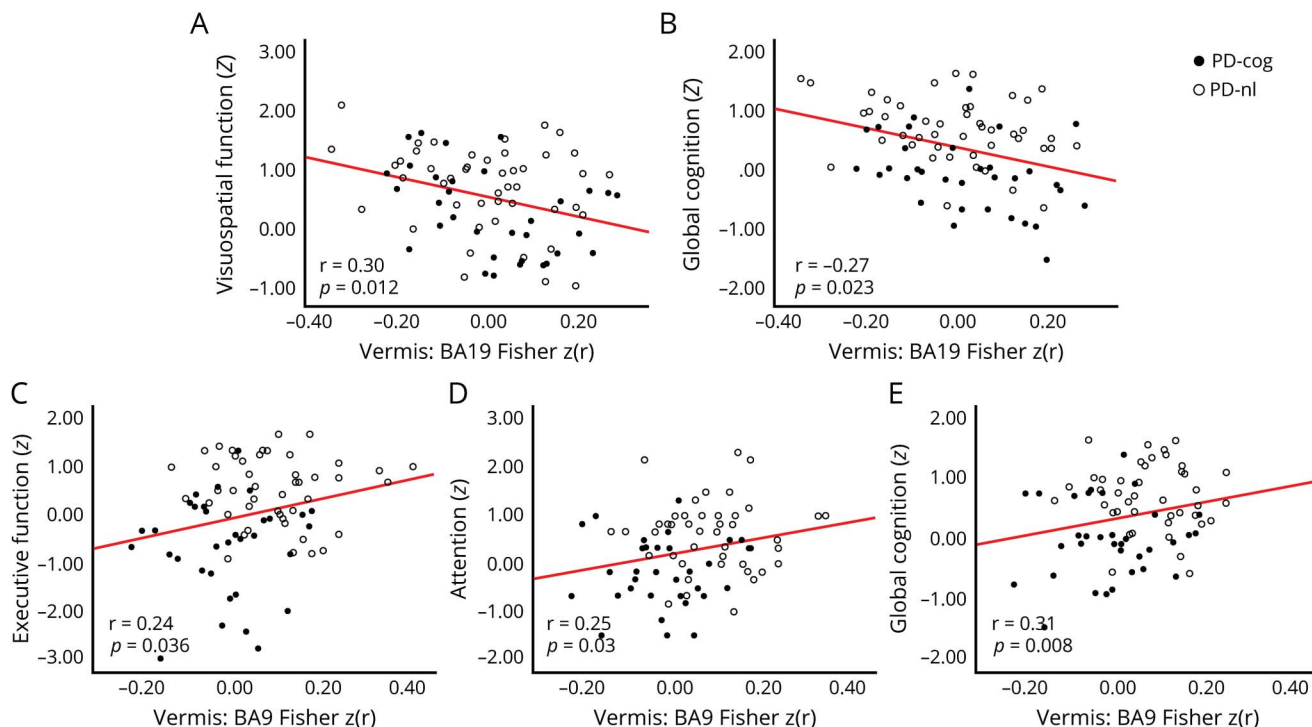 A
Visuospatial function (Z)
3.00
2.00
1.00
0.00
−1.00
r = 0.30
p = 0.012
−0.40 −0.20 0.00 0.20
Vermis: BA19 Fisher z(r)
B
Global cognition (Z)
2.00
1.00
0.00
−1.00
−2.00
r = −0.27
p = 0.023
−0.40 −0.20 0.00 0.20
Vermis: BA19 Fisher z(r)
PD-cog
PD-nl
C
Executive function (z)
2.00
1.00
0.00
−1.00
−2.00
−3.00
r = 0.24
p = 0.036
−0.20 0.00 0.20 0.40
Vermis: BA9 Fisher z(r)
D
Attention (z)
3.00
2.00
1.00
0.00
−1.00
−2.00
r = 0.25
p = 0.03
−0.20 0.00 0.20 0.40
Vermis: BA9 Fisher z(r)
E
Global cognition (z)
2.00
1.00
0.00
−1.00
−2.00
r = 0.31
p = 0.008
−0.20 0.00 0.20 0.40
Vermis: BA9 Fisher z(r)